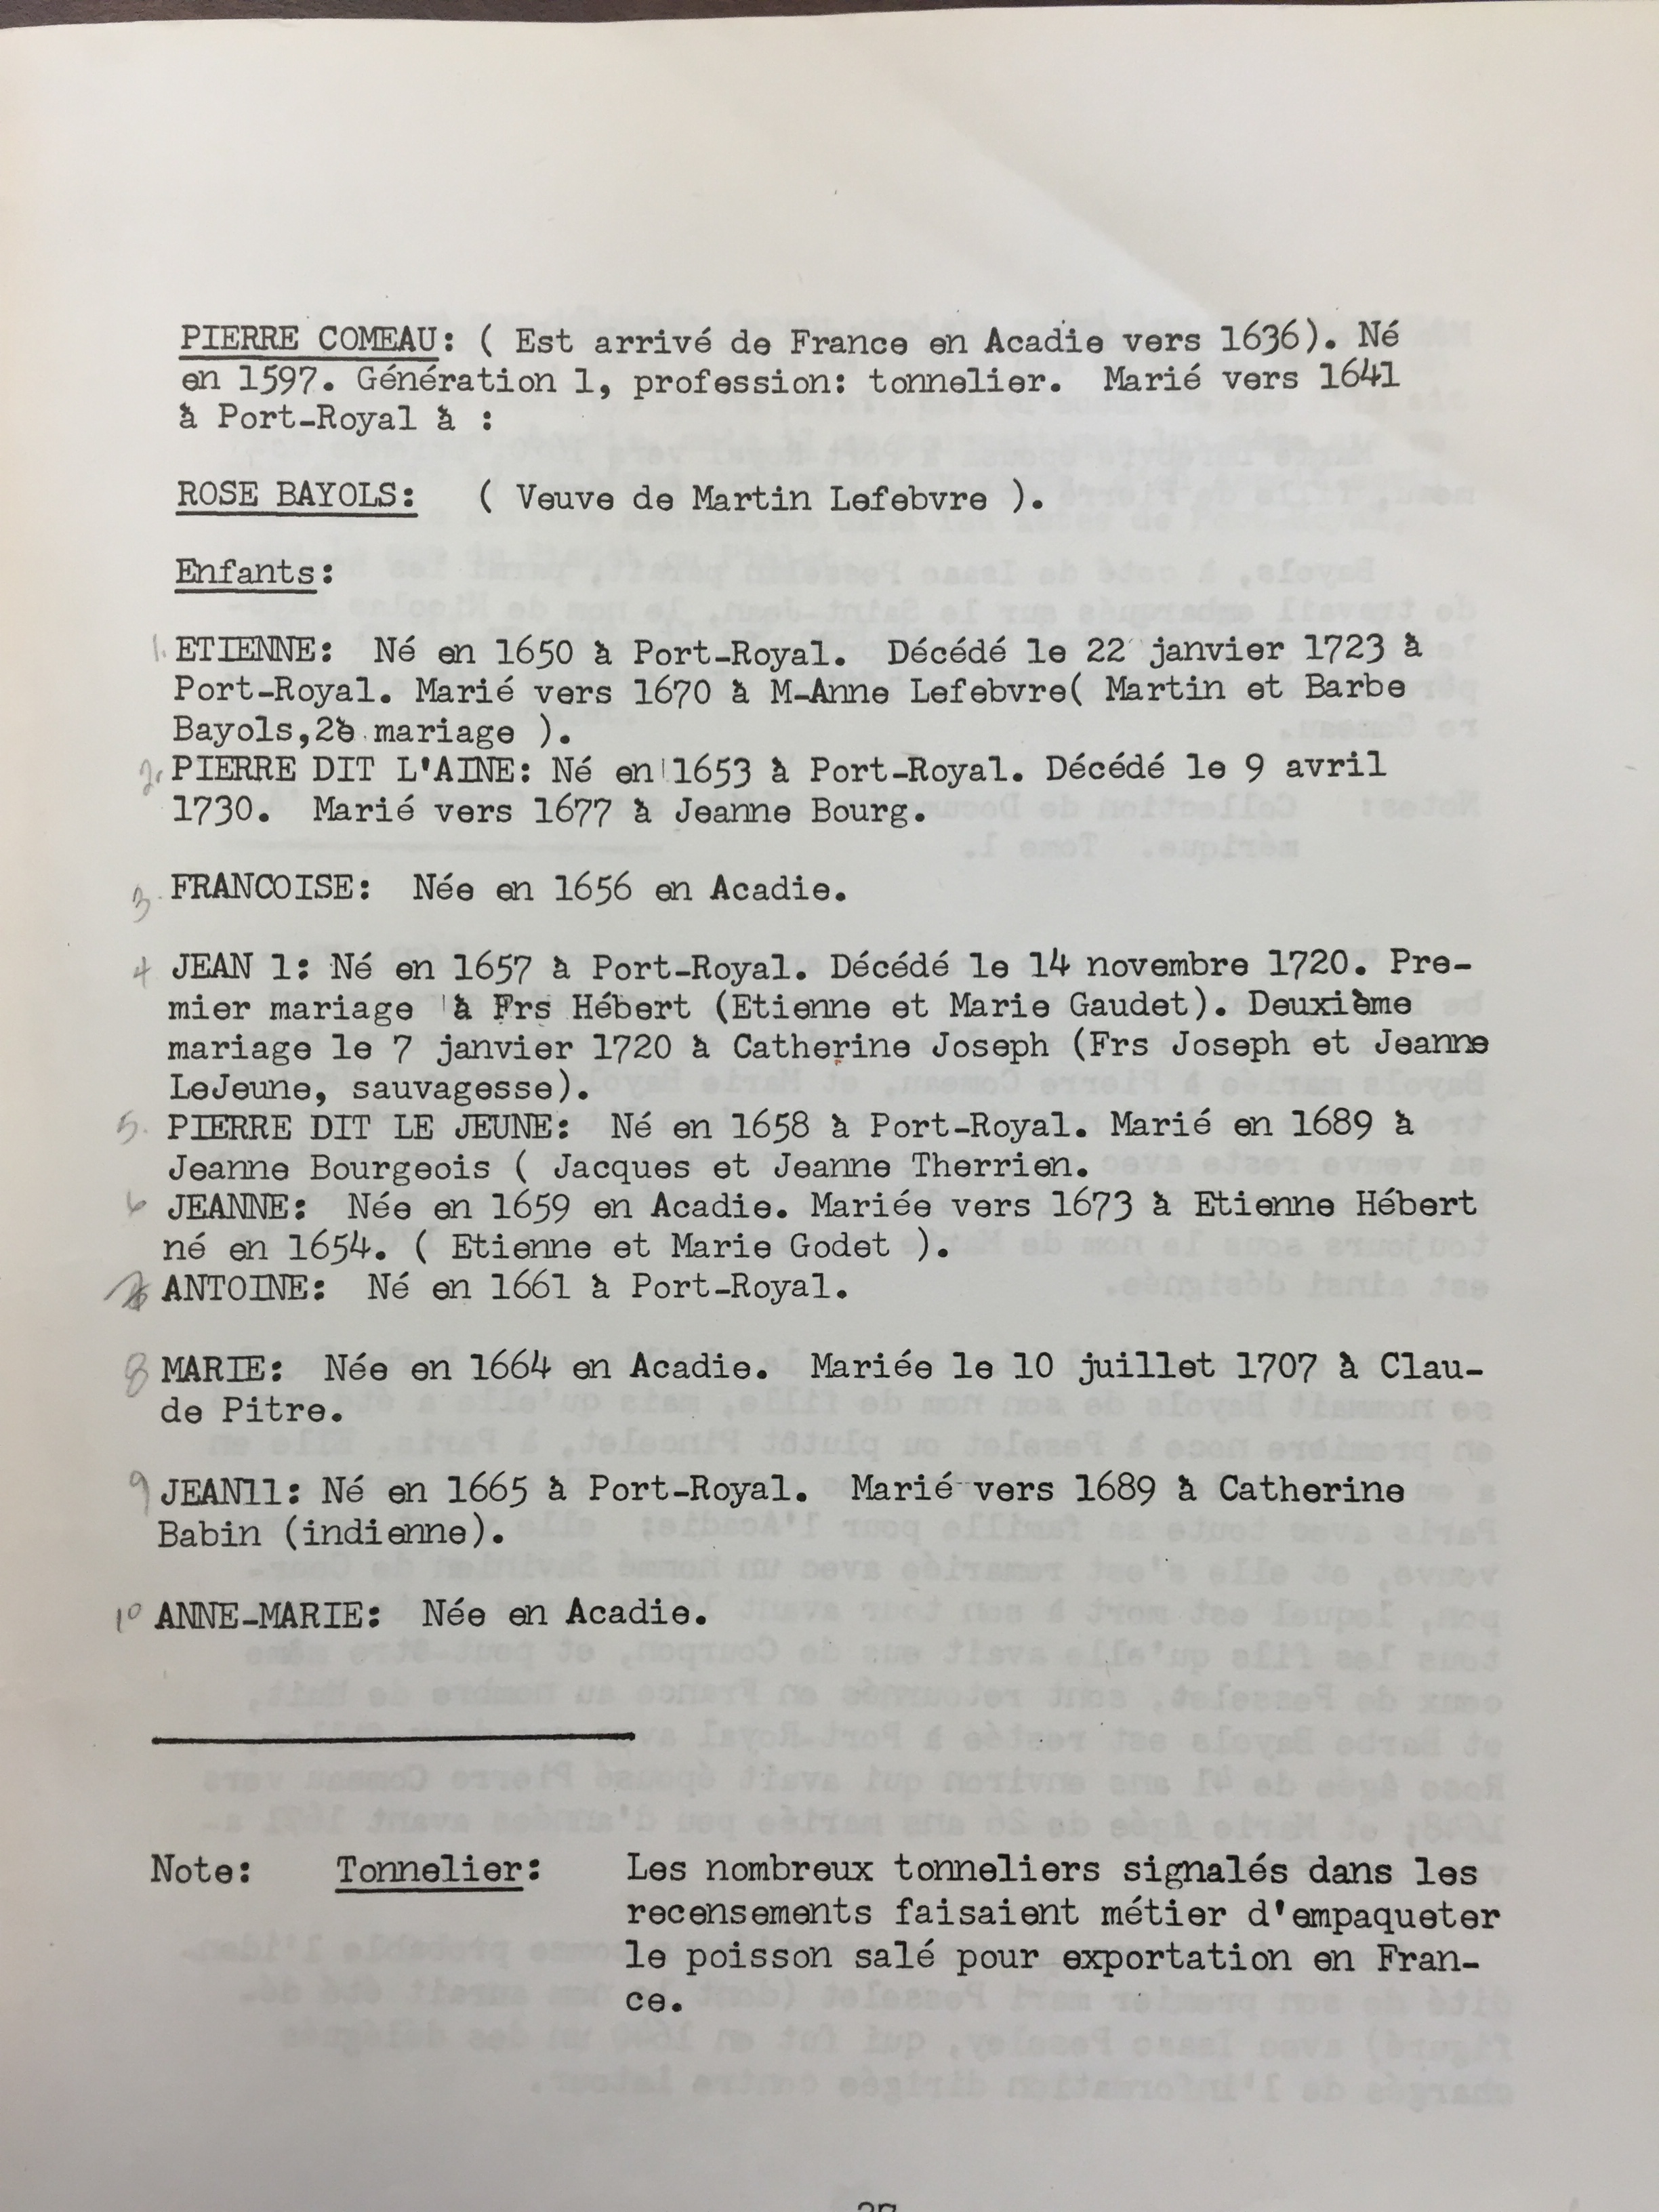 PIERRE COMEAU: ( Est arrivé de France en Acadie vers 1636). Né
en 1597. Génération 1, profession: tonnelier. Marié vers 1641
à Port-Royal à :
ROSE BAYOLS: ( Veuve de Martin Lefebvre ).
Enfants:
1. ETIENNE: Né en 1650 à Port-Royal. Décédé le 22 janvier 1723 à
Port-Royal. Marié vers 1670 à M-Anne Lefebvre( Martin et Barbe
Bayols,2è mariage ).
2. PIERRE DIT L'AINE: Né en 1653 à Port-Royal. Décédé le 9 avril
1730. Marié vers 1677 à Jeanne Bourg.
3. FRANCOISE: Née en 1656 en Acadie.
4 JEAN 1: Né en 1657 à Port-Royal. Décédé le 14 novembre 1720. Pre-
mier mariage à Frs Hébert (Etienne et Marie Gaudet). Deuxième
mariage le 7 janvier 1720 à Catherine Joseph (Frs Joseph et Jeanne
LeJeune, sauvagesse).
5. PIERRE DIT LE JEUNE: Né en 1658 à Port-Royal. Marié en 1689 à
Jeanne Bourgeois ( Jacques et Jeanne Therrien.
6 JEANNE: Née en 1659 en Acadie. Mariée vers 1673 à Etienne Hébert
né en 1654. ( Etienne et Marie Godet ).
ANTOINE: Né en 1661 à Port-Royal.
8 MARIE: Née en 1664 en Acadie. Mariée le 10 juillet 1707 à Clau-
de Pitre.
9 JEAN11: Né en 1665 à Port-Royal. Marié vers 1689 à Catherine
Babin (indienne).
10 ANNE-MARIE: Née en Acadie.
Note: Tonnelier: Les nombreux tonneliers signalés dans les
recensements faisaient métier d'empaqueter
le poisson salé pour exportation en Fran-
ce.